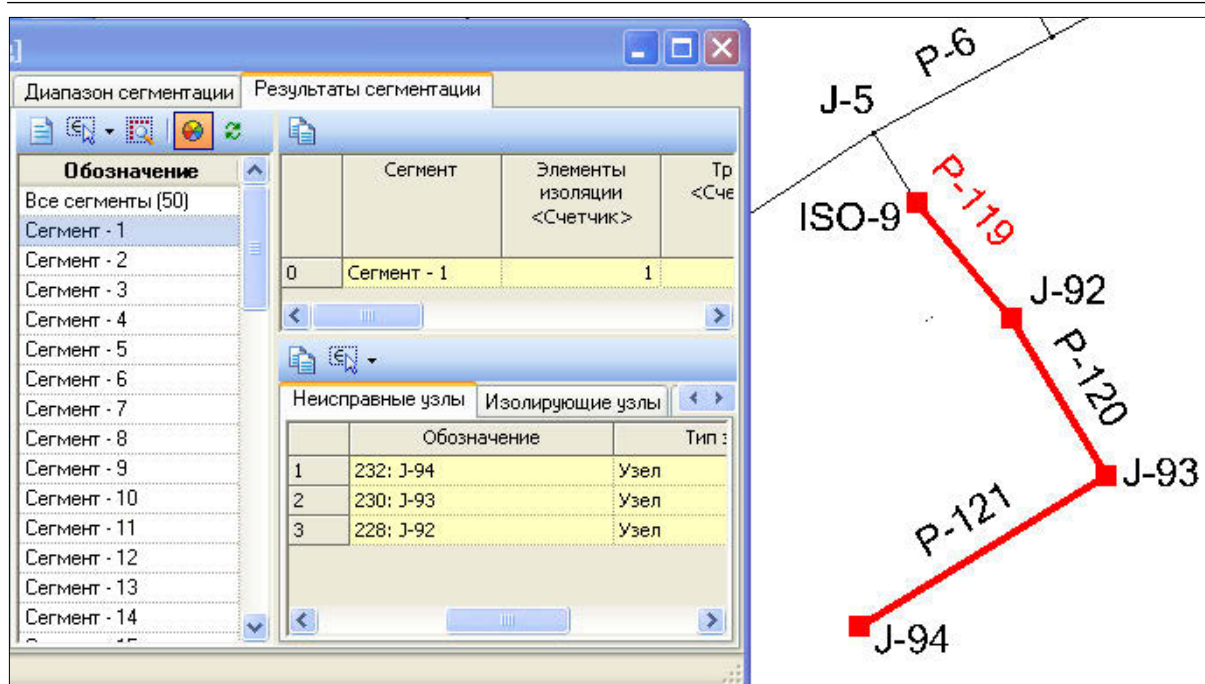 ]
Диапазон сегментации Результаты сегментации
Обозначение
Все сегменты (50)
Сегмент - 1
Сегмент - 2
Сегмент - 3
Сегмент - 4
Сегмент - 5
Сегмент - 6
Сегмент - 7
Сегмент - 8
Сегмент - 9
Сегмент - 10
Сегмент - 11
Сегмент - 12
Сегмент - 13
Сегмент - 14
Сегмент Элементы Тр
изоляции <Сче
<Счетчик>
0 Сегмент - 1 1
Неисправные узлы Изолирующие узлы
Обозначение Тип
1 232: J-94 Узел
2 230: J-93 Узел
3 228: J-92 Узел
P-6
J-5
P-119
ISO-9
J-92
P-120
J-93
P-121
J-94